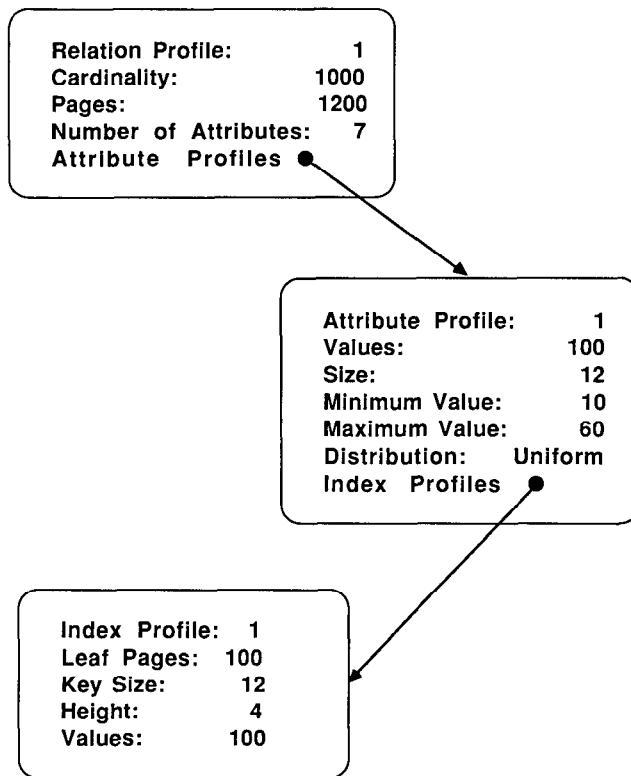 Relation Profile: 1
Cardinality: 1000
Pages: 1200
Number of Attributes: 7
Attribute Profiles
Attribute Profile: 1
Values: 100
Size: 12
Minimum Value: 10
Maximum Value: 60
Distribution: Uniform
Index Profiles
Index Profile: 1
Leaf Pages: 100
Key Size: 12
Height: 4
Values: 100